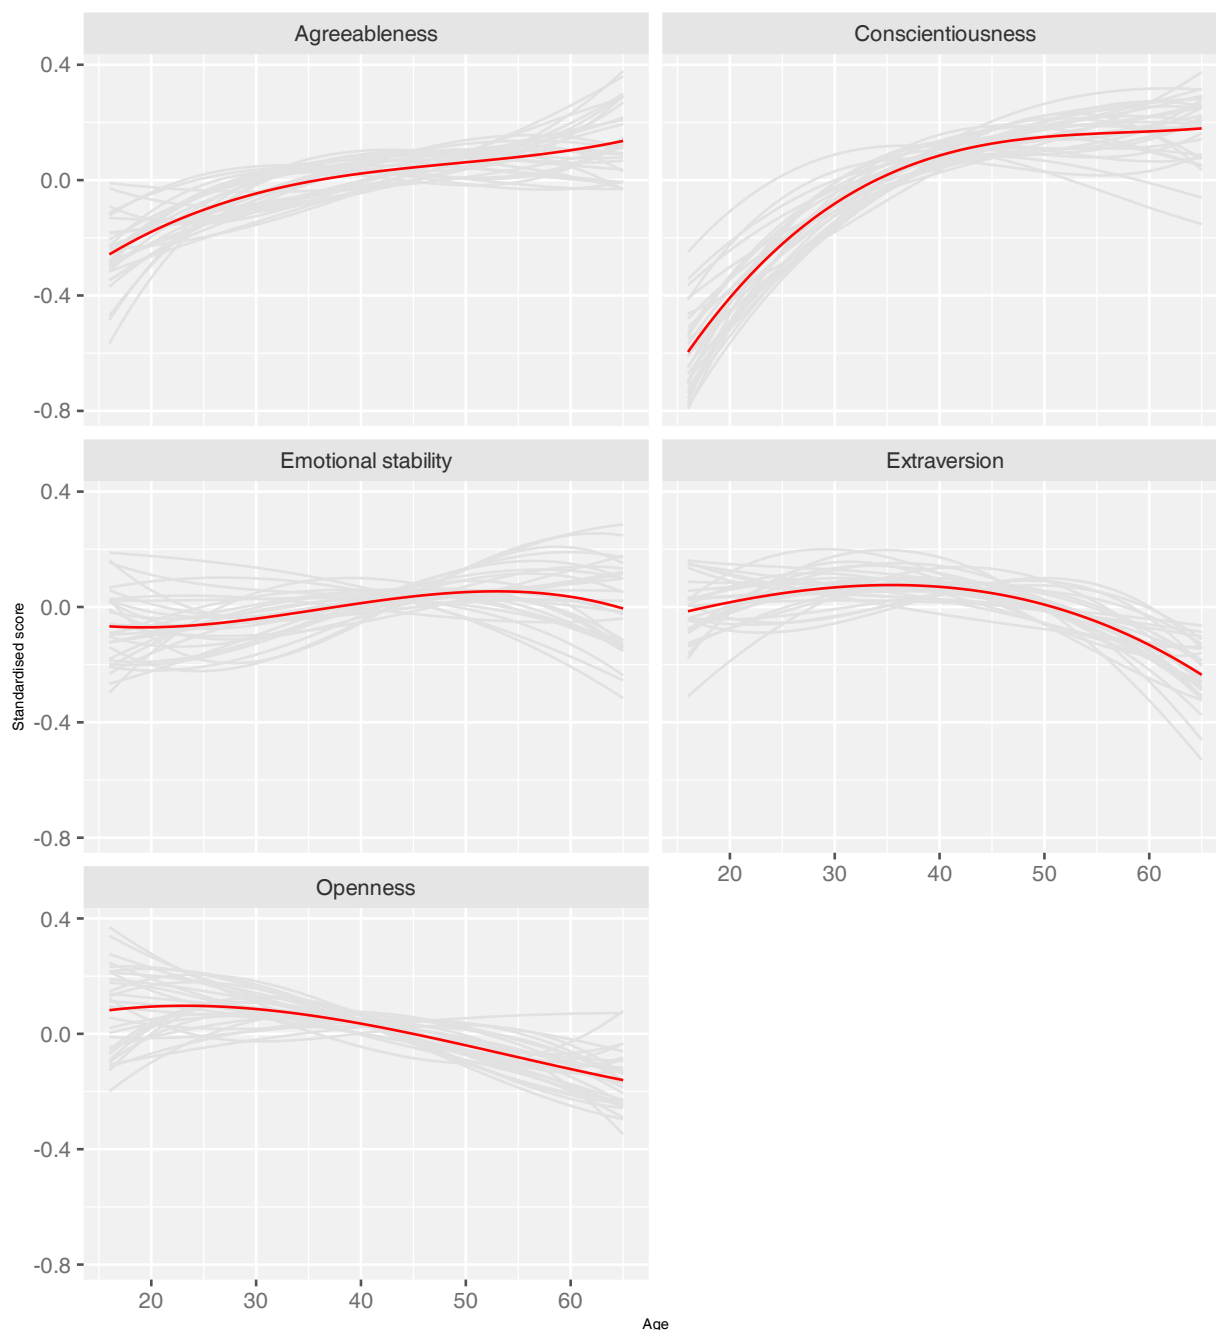 Agreeableness Conscientiousness
0.4
0.0
-0.4
-0.8
Emotional stability Extraversion
0.4
0.0
-0.4
-0.8
Standardised score
20 30 40 50 60
Openness
0.4
0.0
-0.4
-0.8
20 30 40 50 60
Age